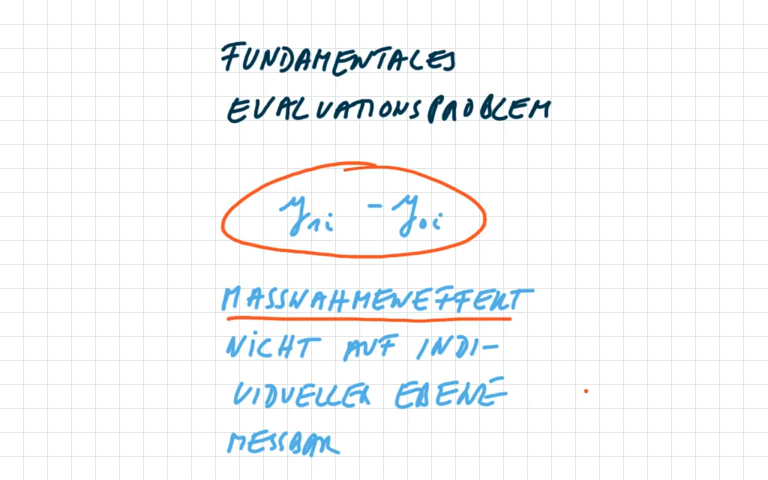 FUNDAMENTALES
EVALUATIONSPROBLEM
y₁ᵢ - y₀ᵢ
MASSNAHMENEFFEKT
NICHT AUF INDI-
VIDUELLER EBENE
MESSBAR